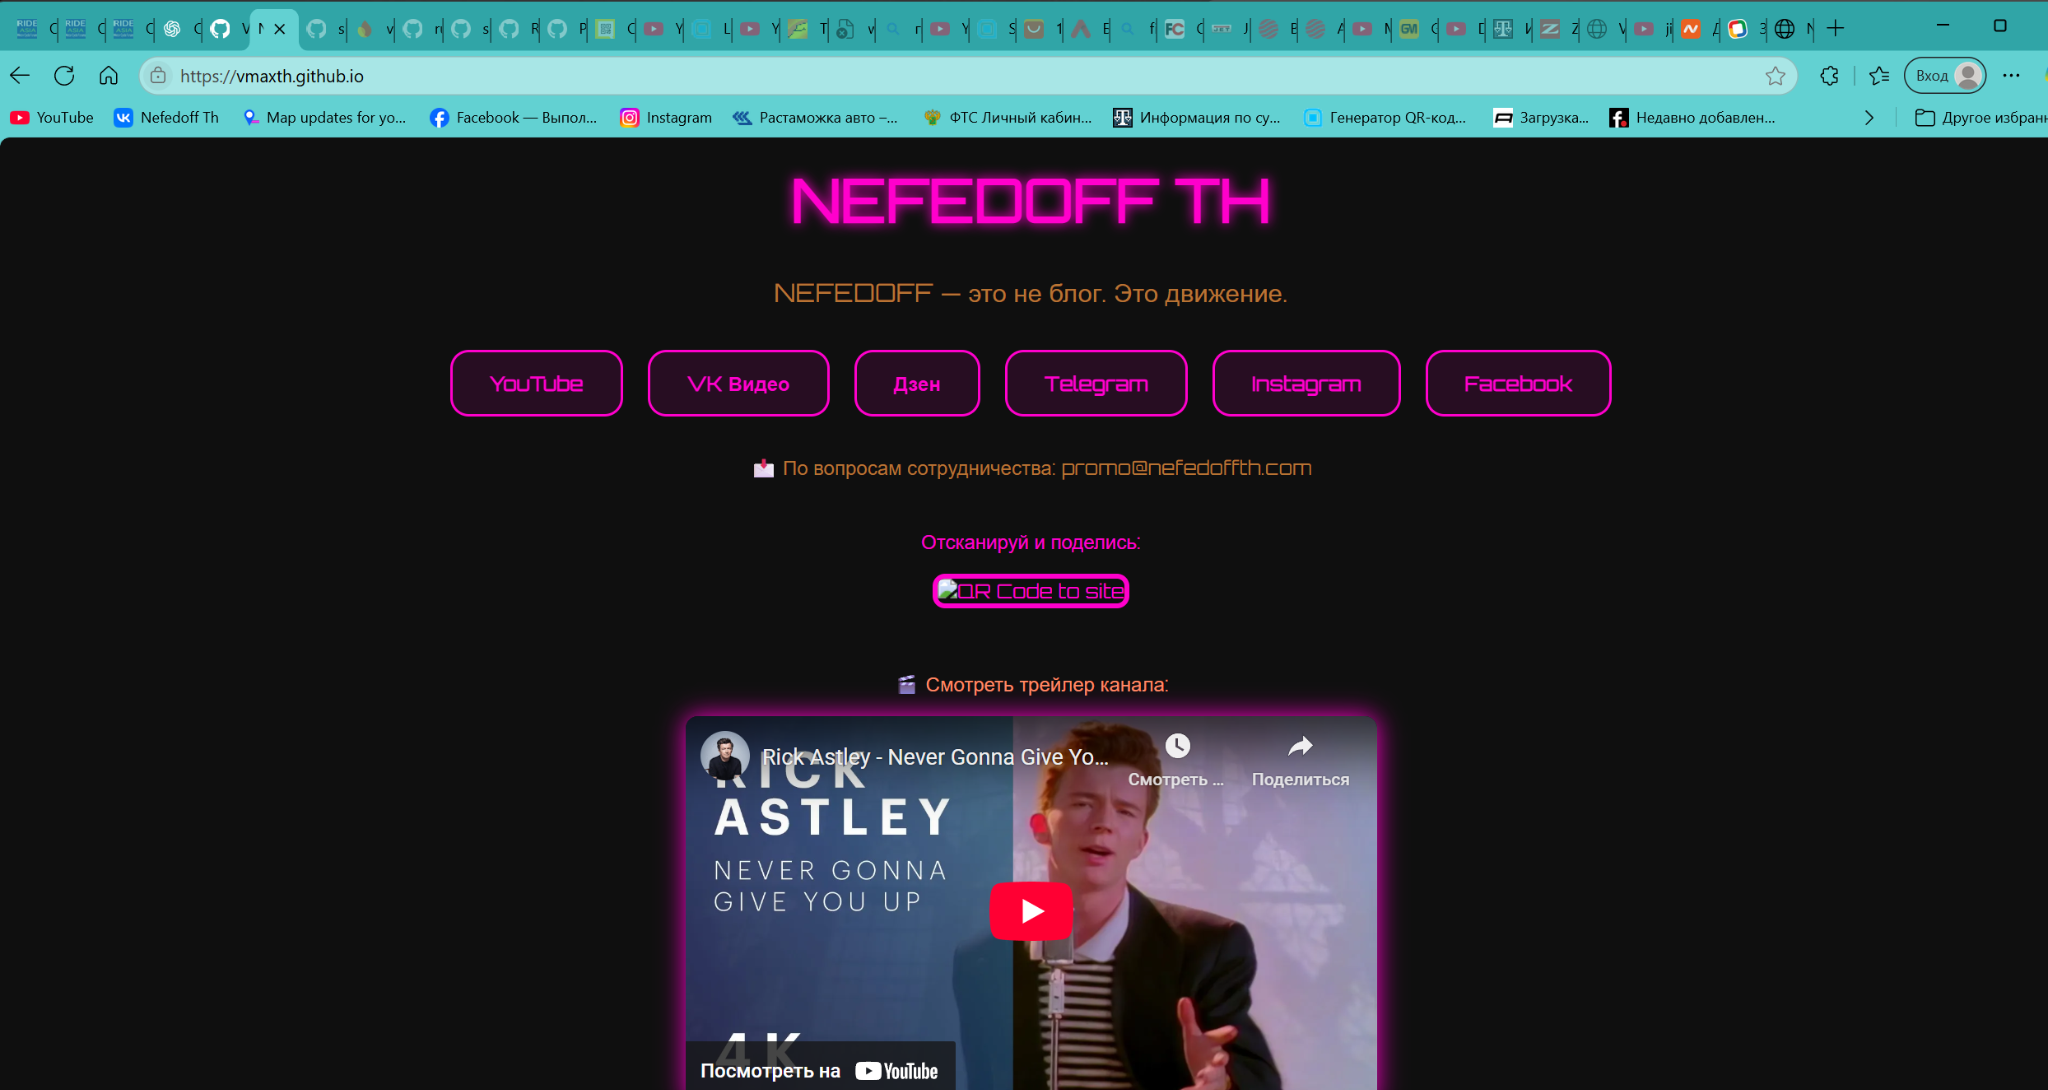 https://vmaxth.github.io
Вход
YouTube
Nefedoff Th
Map updates for yo...
Facebook — Выпол...
Instagram
Растаможка авто –...
ФТС Личный кабин...
Информация по су...
Генератор QR-код...
Загрузка...
Недавно добавлен...
Другое избранн
NEFEDOFF TH
NEFEDOFF — это не блог. Это движение.
YouTube
VK Видео
Дзен
Telegram
Instagram
Facebook
По вопросам сотрудничества: promo@nefedoffth.com
Отсканируй и поделись:
QR Code to site
Смотреть трейлер канала:
Rick Astley - Never Gonna Give Yo...
Смотреть ...
Поделиться
RICK
ASTLEY
NEVER GONNA
GIVE YOU UP
4K
Посмотреть на YouTube